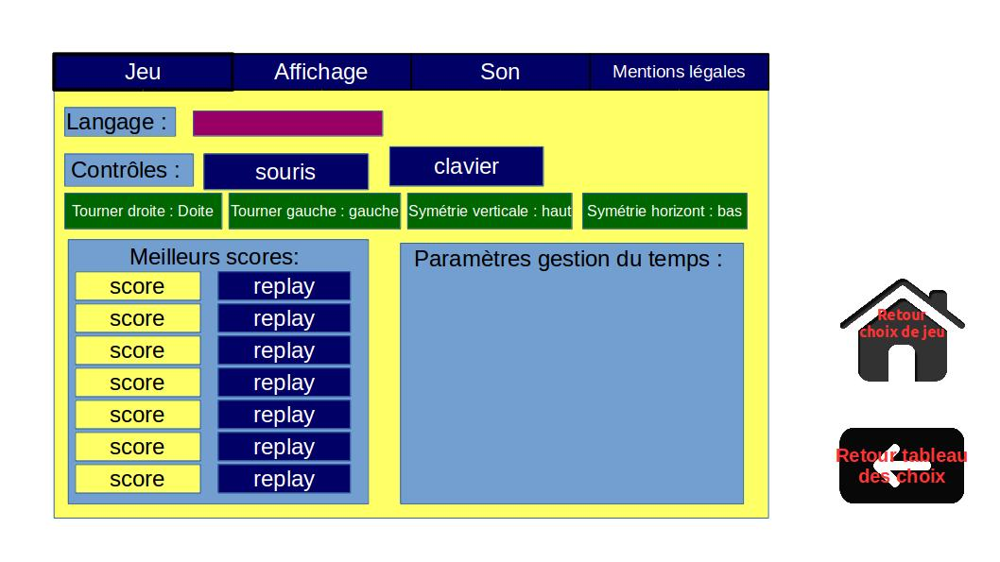 Jeu
Affichage
Son
Mentions légales
Langage :
Contrôles :
souris
clavier
Tourner droite : Doite
Tourner gauche : gauche
Symétrie verticale : haut
Symétrie horizont : bas
Meilleurs scores:
score
replay
score
replay
score
replay
score
replay
score
replay
score
replay
score
replay
Paramètres gestion du temps :
Retour
choix de jeu
Retour tableau
des choix